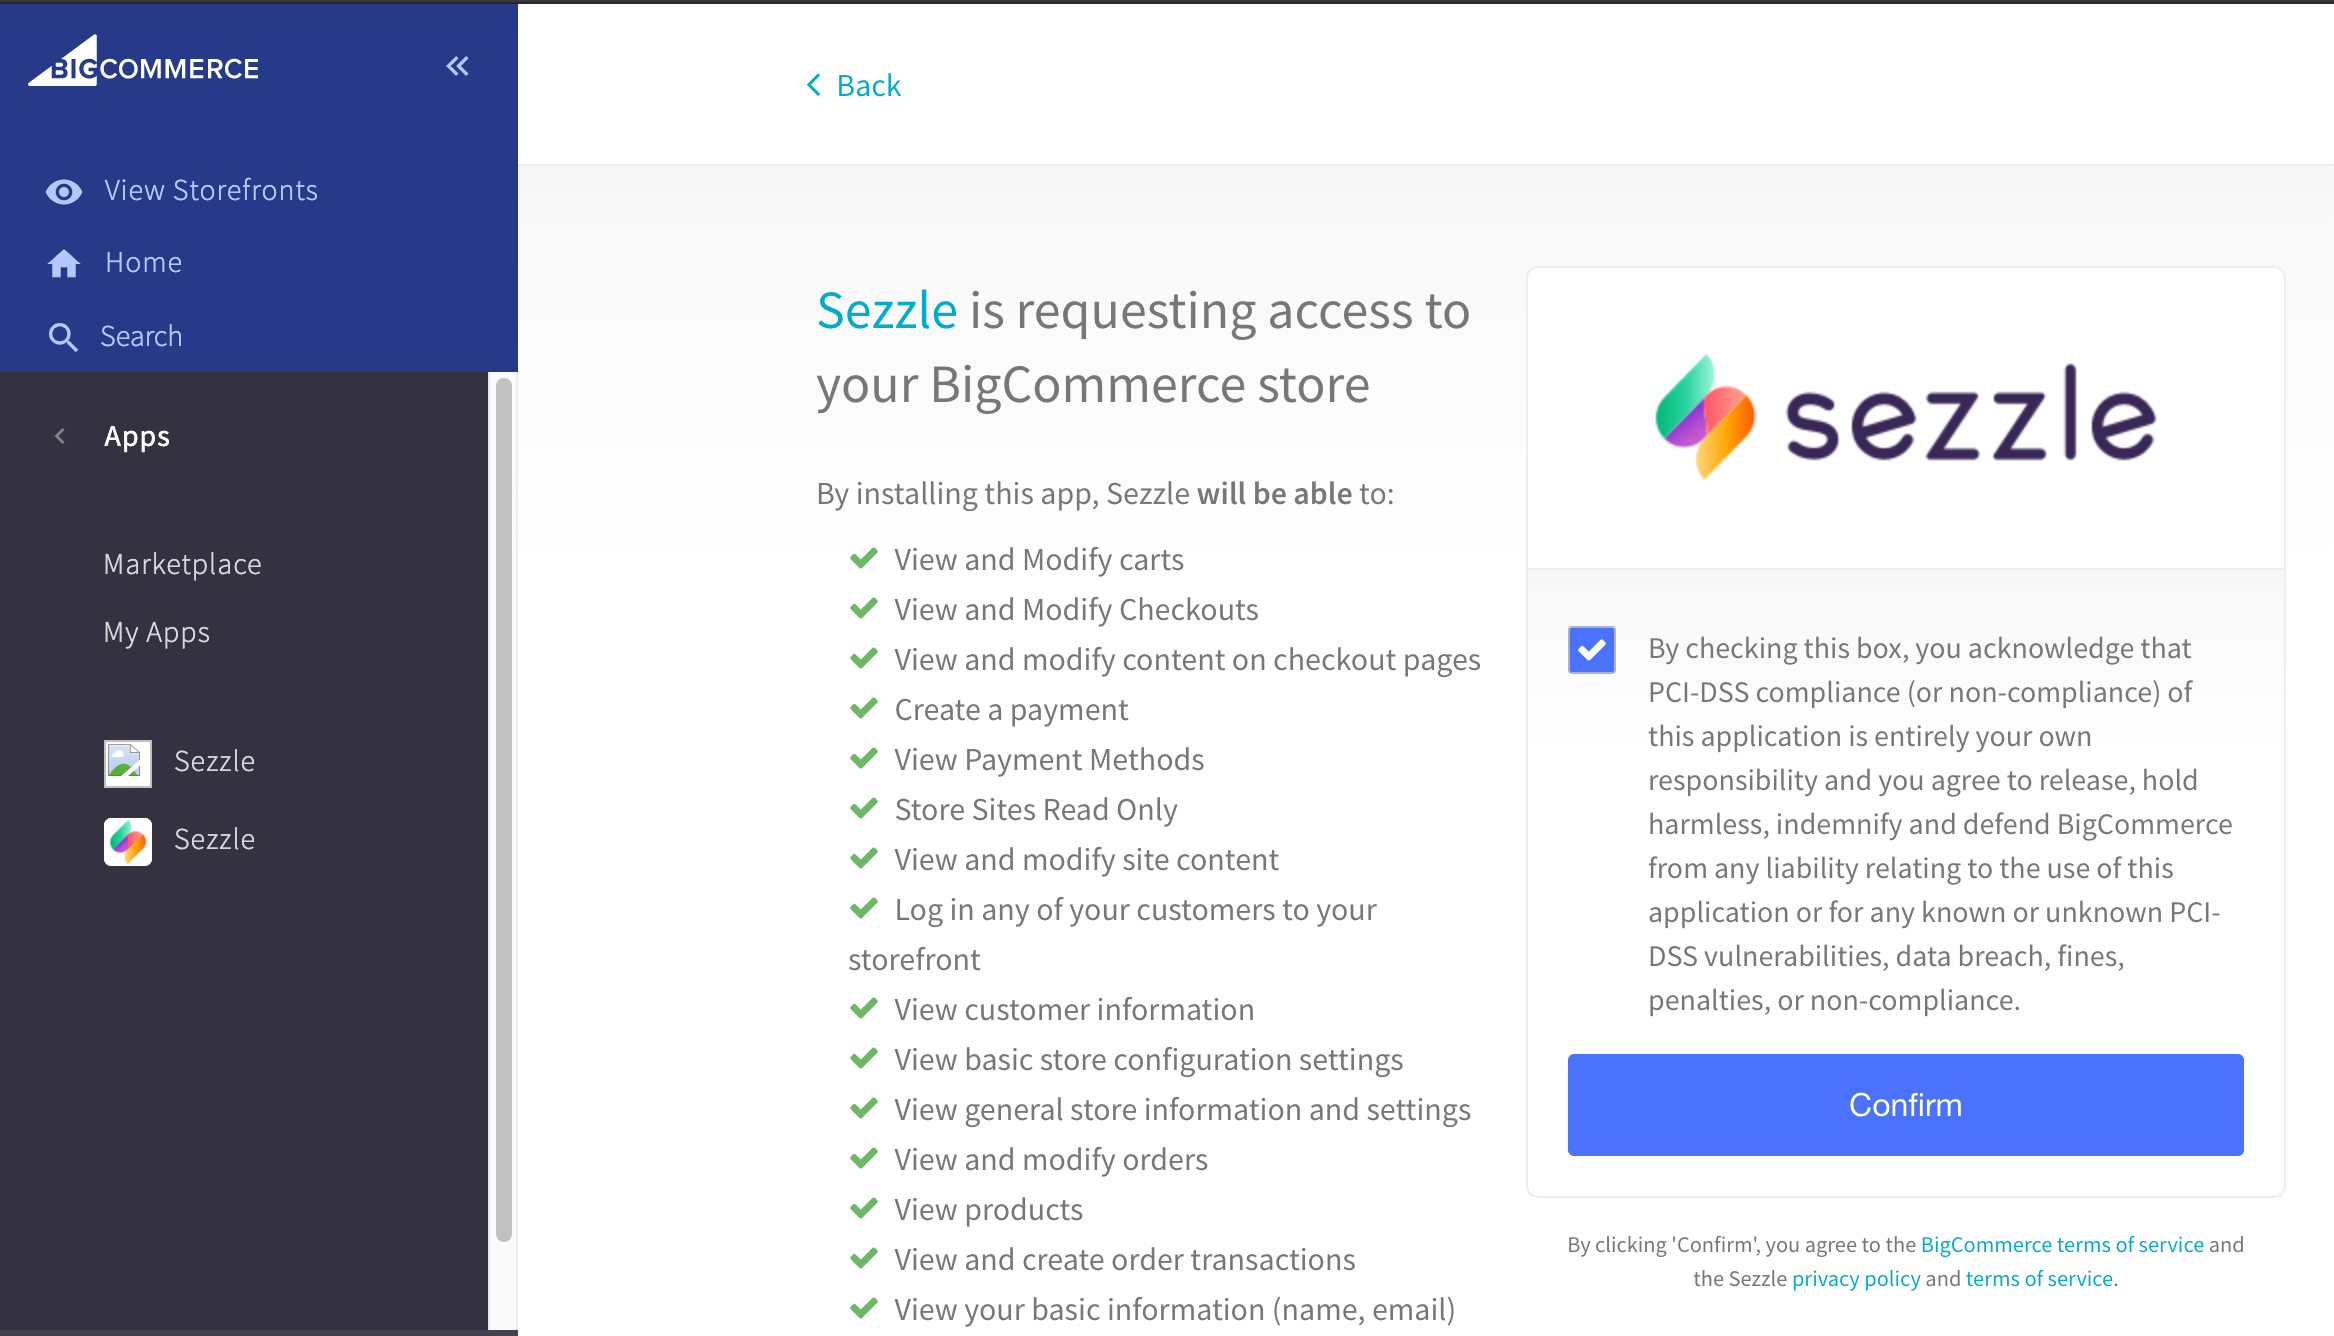 BIGCOMMERCE
View Storefronts
Home
Search
Apps
Marketplace
My Apps
Sezzle
Sezzle
Back
Sezzle is requesting access to
your BigCommerce store
By installing this app, Sezzle will be able to:
View and Modify carts
View and Modify Checkouts
View and modify content on checkout pages
Create a payment
View Payment Methods
Store Sites Read Only
View and modify site content
Log in any of your customers to your
storefront
View customer information
View basic store configuration settings
View general store information and settings
View and modify orders
View products
View and create order transactions
View your basic information (name, email)
sezzle
By checking this box, you acknowledge that
PCI-DSS compliance (or non-compliance) of
this application is entirely your own
responsibility and you agree to release, hold
harmless, indemnify and defend BigCommerce
from any liability relating to the use of this
application or for any known or unknown PCI-
DSS vulnerabilities, data breach, fines,
penalties, or non-compliance.
Confirm
By clicking 'Confirm', you agree to the BigCommerce terms of service and
the Sezzle privacy policy and terms of service.